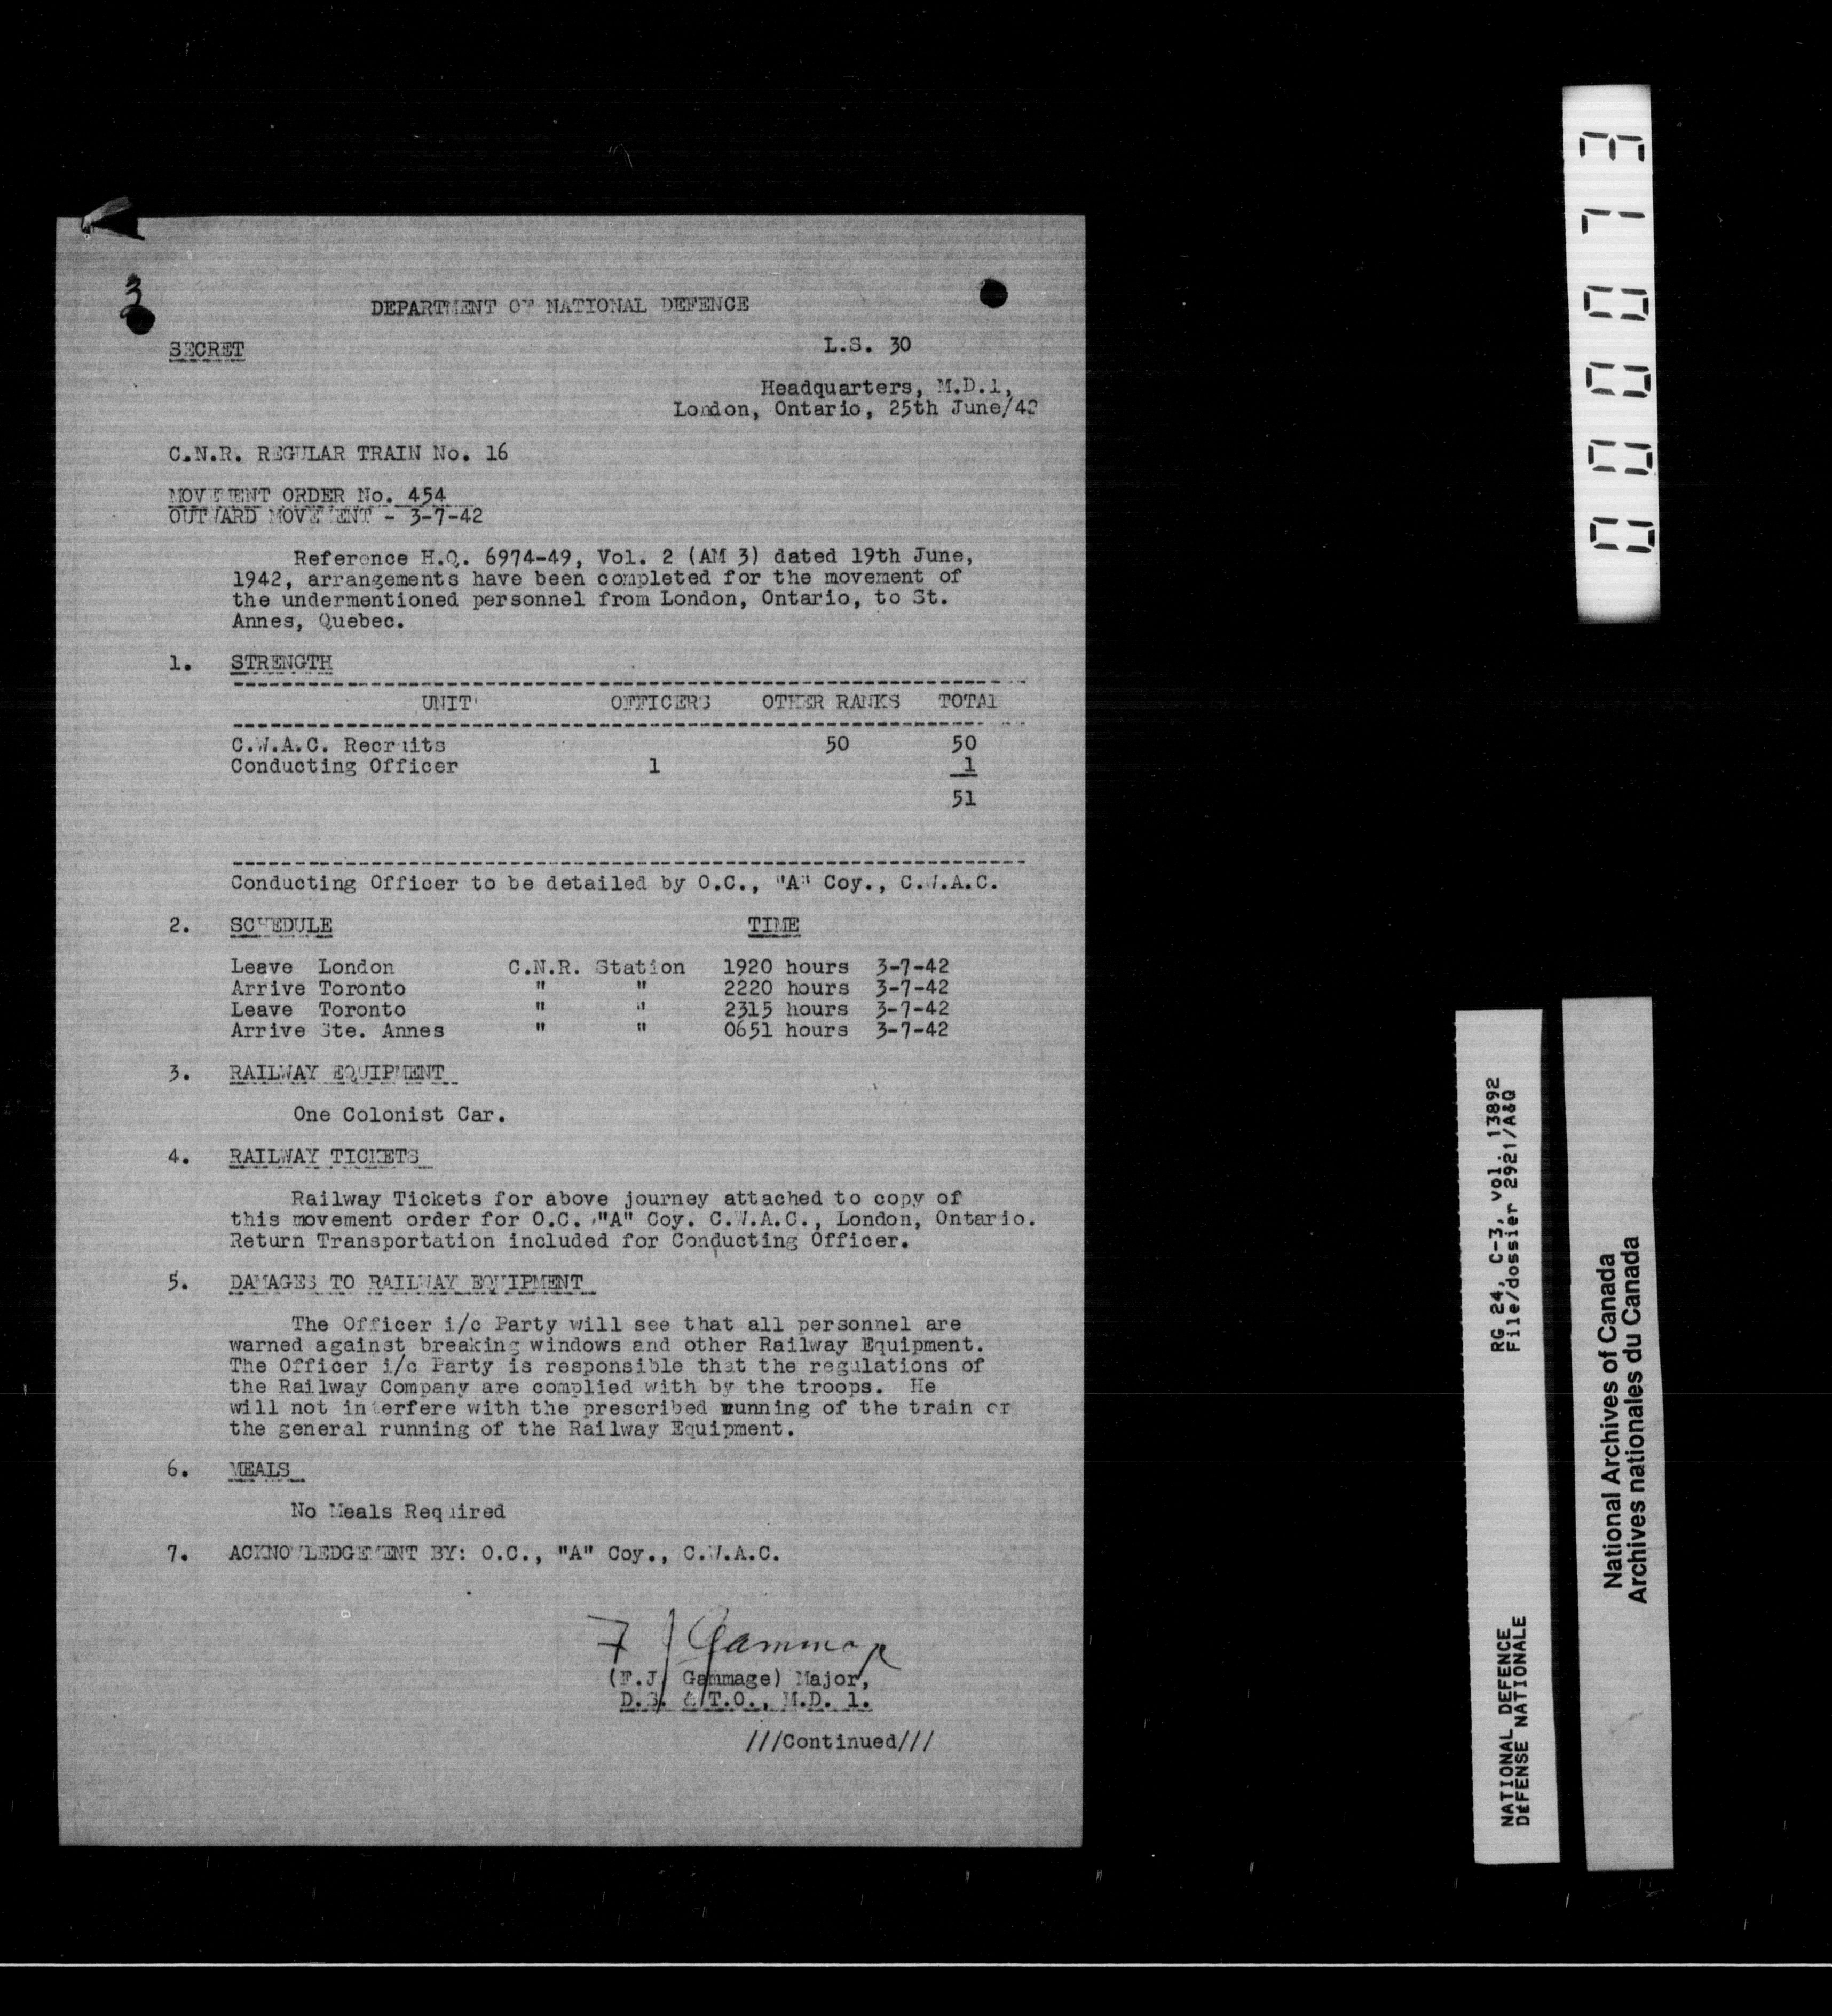 3
DEPARTMENT OF NATIONAL DEFENCE
SECRET
L.S. 30
Headquarters, M.D.1,
London, Ontario, 25th June/42
C.N.R. REGULAR TRAIN No. 16
MOVEMENT ORDER No. 454
OUTWARD MOVEMENT - 3-7-42
Reference H.Q. 6974-49, Vol. 2 (AM 3) dated 19th June,
1942, arrangements have been completed for the movement of
the undermentioned personnel from London, Ontario, to St.
Annes, Quebec.
1. STRENGTH
UNIT OFFICERS OTHER RANKS TOTAl
C.W.A.C. Recruits 50 50
Conducting Officer 1 1
51
Conducting Officer to be detailed by O.C., "A" Coy., C.W.A.C.
2. SCHEDULE TIME
Leave London C.N.R. Station 1920 hours 3-7-42
Arrive Toronto " " 2220 hours 3-7-42
Leave Toronto " " 2315 hours 3-7-42
Arrive Ste. Annes " " 0651 hours 3-7-42
3. RAILWAY EQUIPMENT
One Colonist Car.
4. RAILWAY TICKETS
Railway Tickets for above journey attached to copy of
this movement order for O.C. "A" Coy. C.W.A.C., London, Ontario.
Return Transportation included for Conducting Officer.
5. DAMAGES TO RAILWAY EQUIPMENT
The Officer i/c Party will see that all personnel are
warned against breaking windows and other Railway Equipment.
The Officer i/c Party is responsible that the regulations of
the Railway Company are complied with by the troops. He
will not interfere with the prescribed running of the train or
the general running of the Railway Equipment.
6. MEALS
No Meals Required
7. ACKNOWLEDGEMENT BY: O.C., "A" Coy., C.W.A.C.
F J Gammage
(F.J. Gammage) Major,
D.S. & T.O., M.D. 1.
///Continued///
000073
RG 24, C-3, vol. 13892
File/dossier 2921/A&Q
NATIONAL DEFENCE
DÉFENSE NATIONALE
National Archives of Canada
Archives nationales du Canada